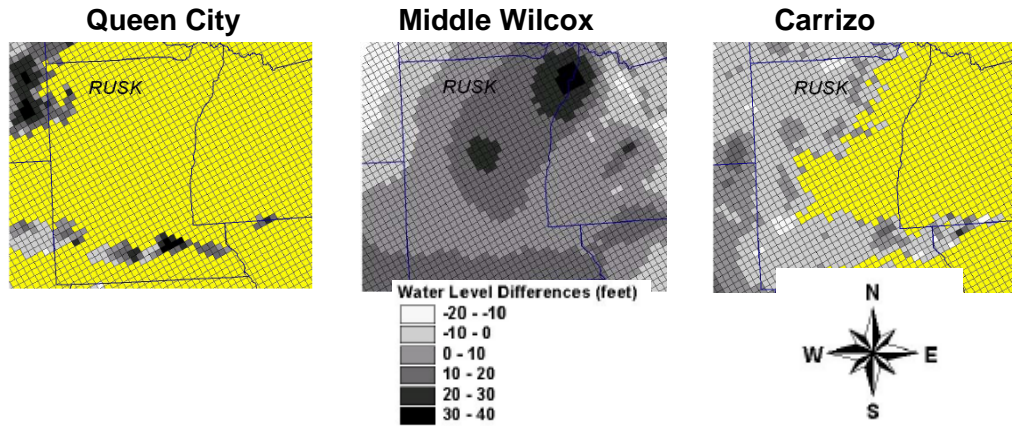 Queen City
Middle Wilcox
Carrizo
RUSK
RUSK
RUSK
Water Level Differences (feet)
-20 - -10
-10 - 0
0 - 10
10 - 20
20 - 30
30 - 40
N
W
E
S